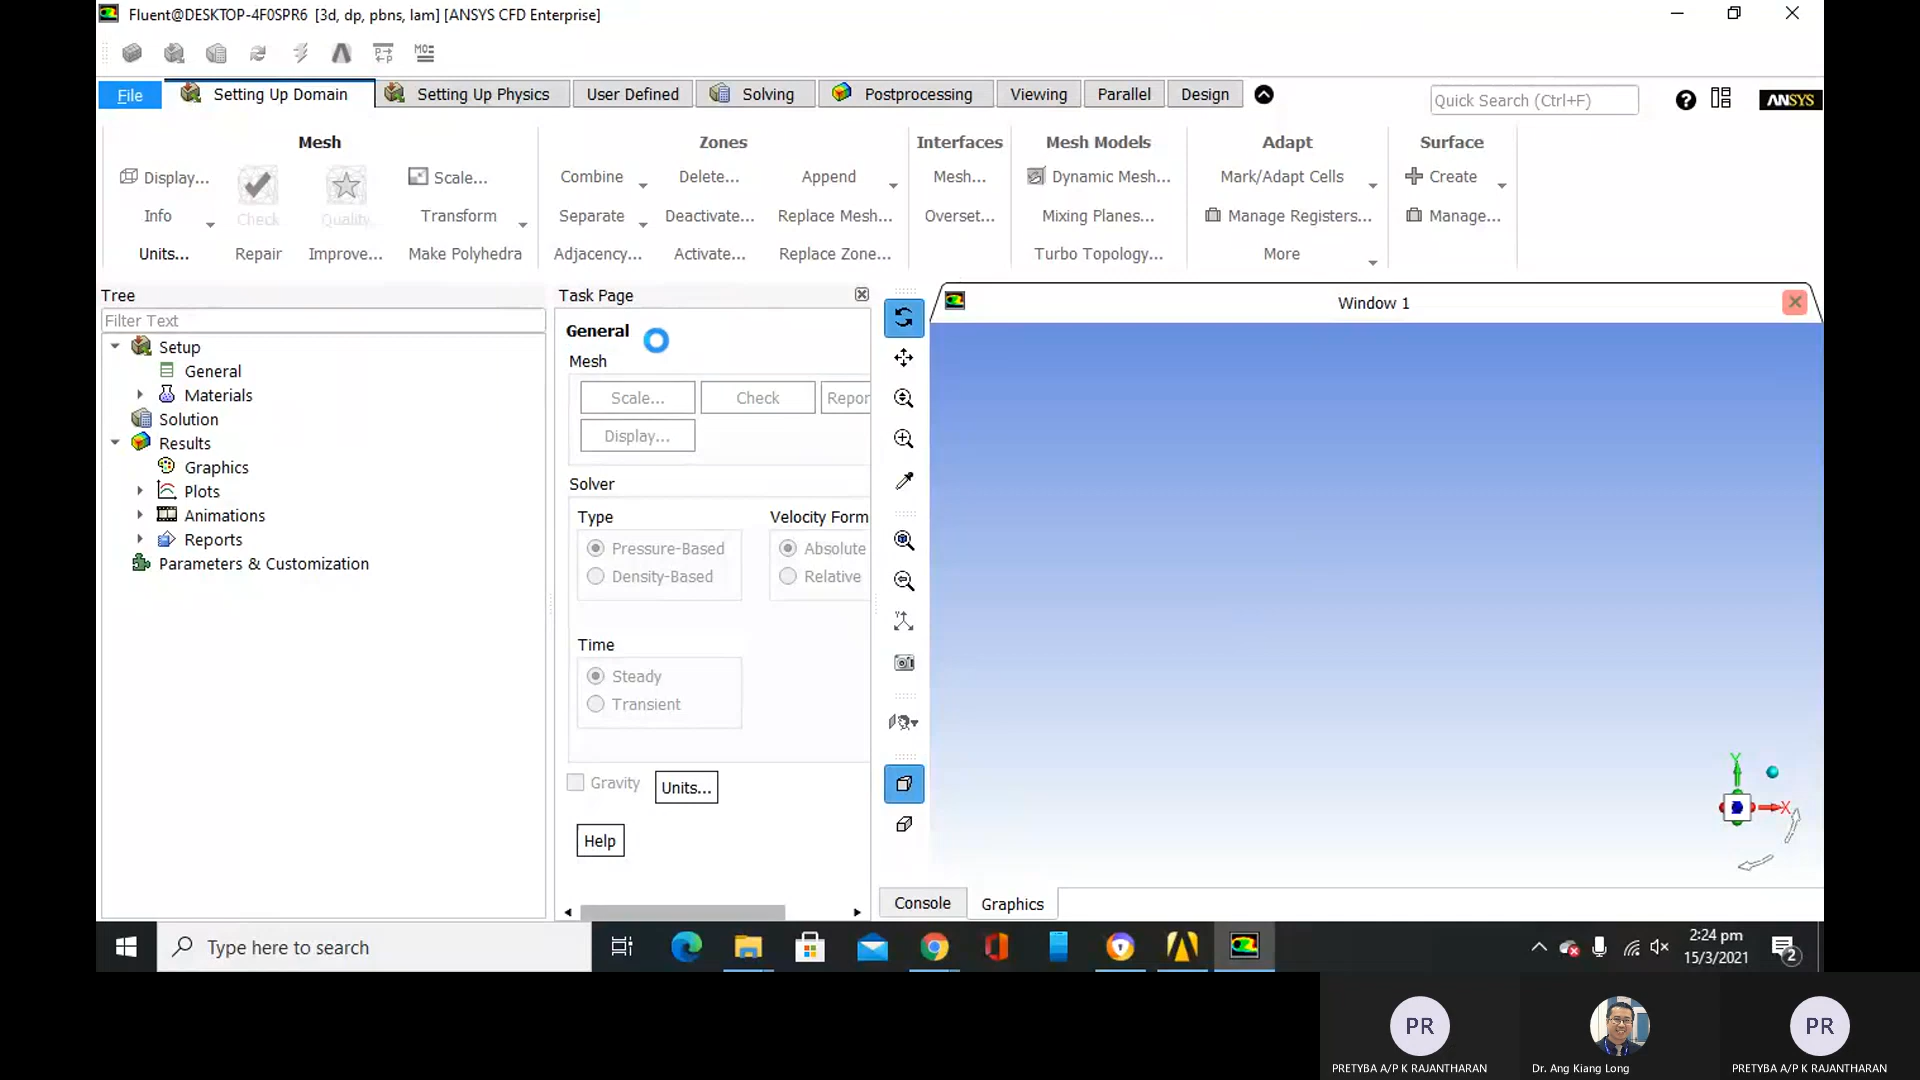 Fluent@DESKTOP-4F0SPR6 [3d, dp, pbns, lam] [ANSYS CFD Enterprise]
File
Setting Up Domain
Setting Up Physics
User Defined
Solving
Postprocessing
Viewing
Parallel
Design
Quick Search (Ctrl+F)
ANSYS
Mesh
Display...
Info
Units...
Check
Repair
Quality
Improve...
Scale...
Transform
Make Polyhedra
Zones
Combine
Separate
Adjacency...
Delete...
Deactivate...
Activate...
Append
Replace Mesh...
Replace Zone...
Interfaces
Mesh...
Overset...
Mesh Models
Dynamic Mesh...
Mixing Planes...
Turbo Topology...
Adapt
Mark/Adapt Cells
Manage Registers...
More
Surface
Create
Manage...
Tree
Filter Text
Setup
General
Materials
Solution
Results
Graphics
Plots
Animations
Reports
Parameters & Customization
Task Page
General
Mesh
Scale...
Check
Repor
Display...
Solver
Type
Pressure-Based
Density-Based
Velocity Form
Absolute
Relative
Time
Steady
Transient
Gravity
Units...
Help
Window 1
Y
X
Console
Graphics
Type here to search
2:24 pm
15/3/2021
2
PR
PRETYBA A/P K RAJANTHARAN
Dr. Ang Kiang Long
PR
PRETYBA A/P K RAJANTHARAN